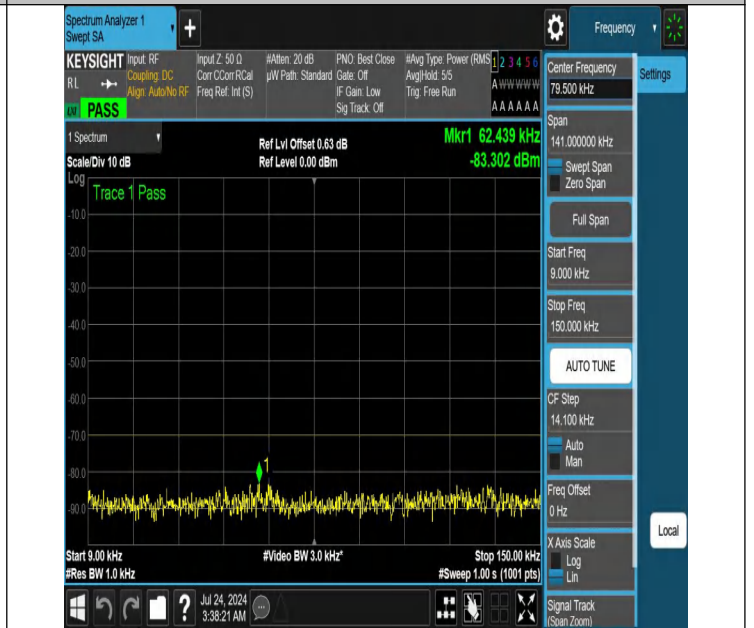 Spectrum Analyzer 1
Swept SA
+
Frequency
KEYSIGHT
RL
LXI
PASS
Input: RF
Coupling: DC
Align: Auto/No RF
Input Z: 50 Ω
Corr CCorr RCal
Freq Ref: Int (S)
#Atten: 20 dB
µW Path: Standard
PNO: Best Close
Gate: Off
IF Gain: Low
Sig Track: Off
#Avg Type: Power (RMS
Avg|Hold: 5/5
Trig: Free Run
1 2 3 4 5 6
A W W W W W
A A A A A A
Center Frequency
79.500 kHz
Settings
1 Spectrum
Scale/Div 10 dB
Ref Lvl Offset 0.63 dB
Ref Level 0.00 dBm
Mkr1 62.439 kHz
-83.302 dBm
Span
141.000000 kHz
Swept Span
Zero Span
Full Span
Start Freq
9.000 kHz
Stop Freq
150.000 kHz
AUTO TUNE
CF Step
14.100 kHz
Auto
Man
Freq Offset
0 Hz
X Axis Scale
Log
Lin
Signal Track
(Span Zoom)
Local
Log
Trace 1 Pass
-10.0
-20.0
-30.0
-40.0
-50.0
-60.0
-70.0
-80.0
-90.0
1
Start 9.00 kHz
#Res BW 1.0 kHz
#Video BW 3.0 kHz*
Stop 150.00 kHz
#Sweep 1.00 s (1001 pts)
?
Jul 24, 2024
3:38:21 AM